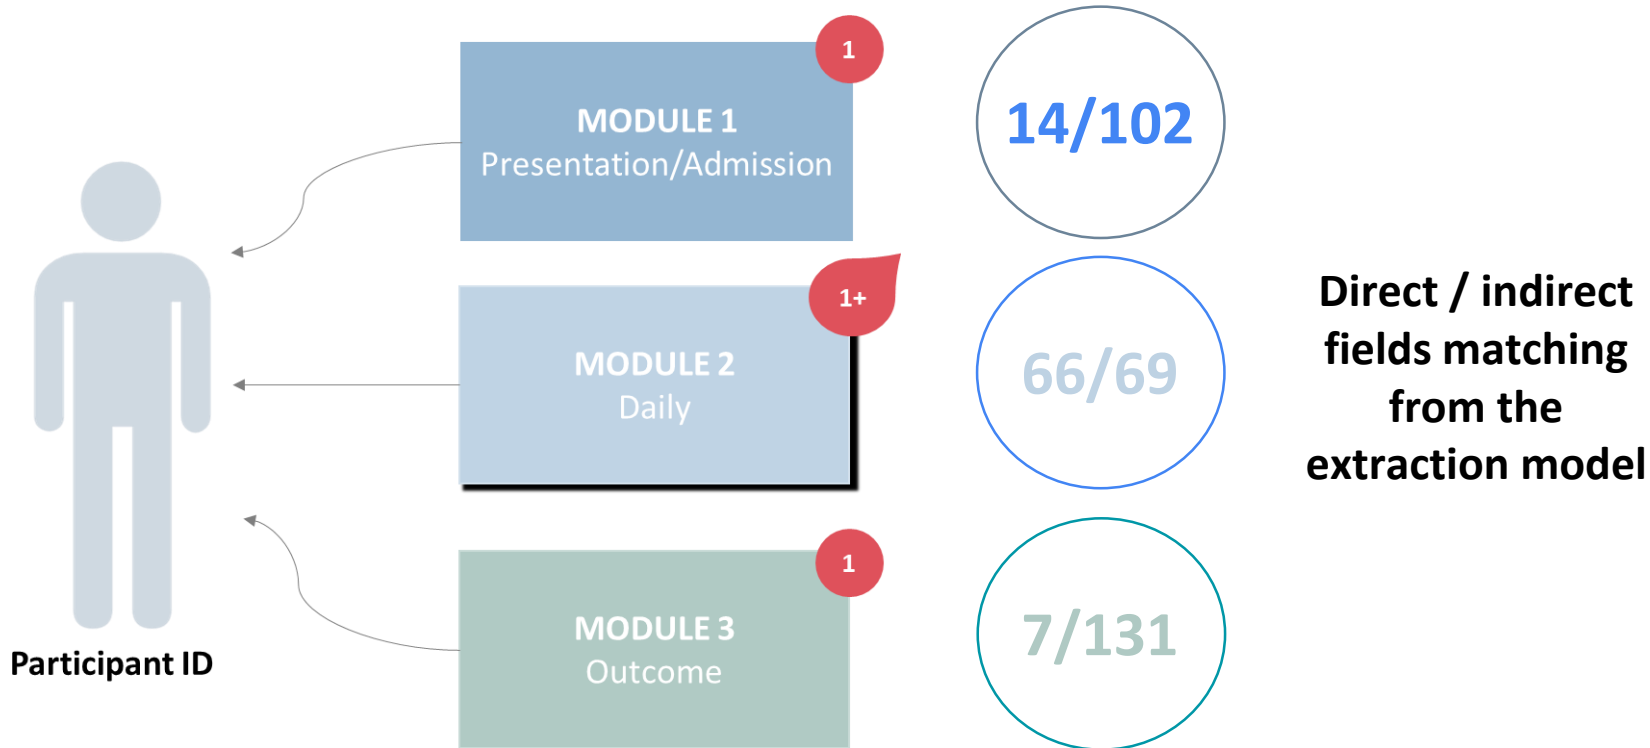 1
MODULE 1
Presentation/Admission
14/102
1+
MODULE 2
Daily
66/69
Direct / indirect
fields matching
from the
extraction model
1
MODULE 3
Outcome
7/131
Participant ID